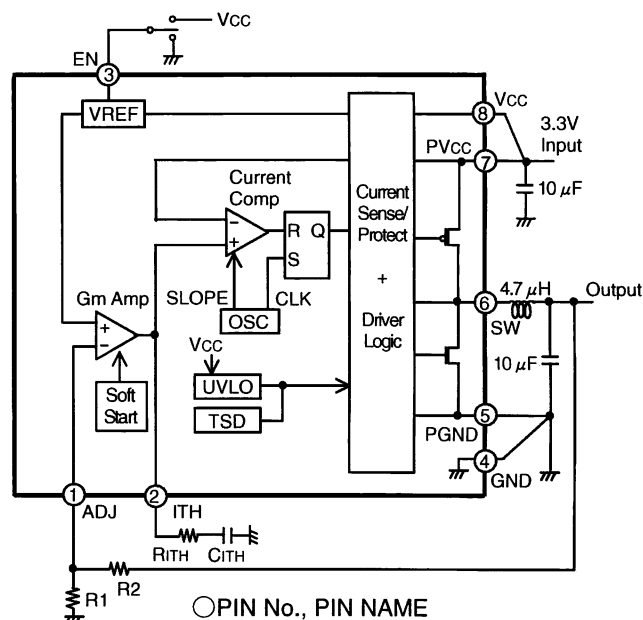 VCC
EN
3
VREF
8
VCC
3.3V
Input
PVCC
7
10 μF
Current
Comp
Current
Sense/
Protect
+
Driver
Logic
−
+
R Q
S
SLOPE
CLK
OSC
Gm Amp
+
−
4.7 μH
Output
6
SW
VCC
10 μF
Soft
Start
UVLO
TSD
PGND
5
4
GND
1
ADJ
2
ITH
RITH
CITH
R2
R1
○PIN No., PIN NAME